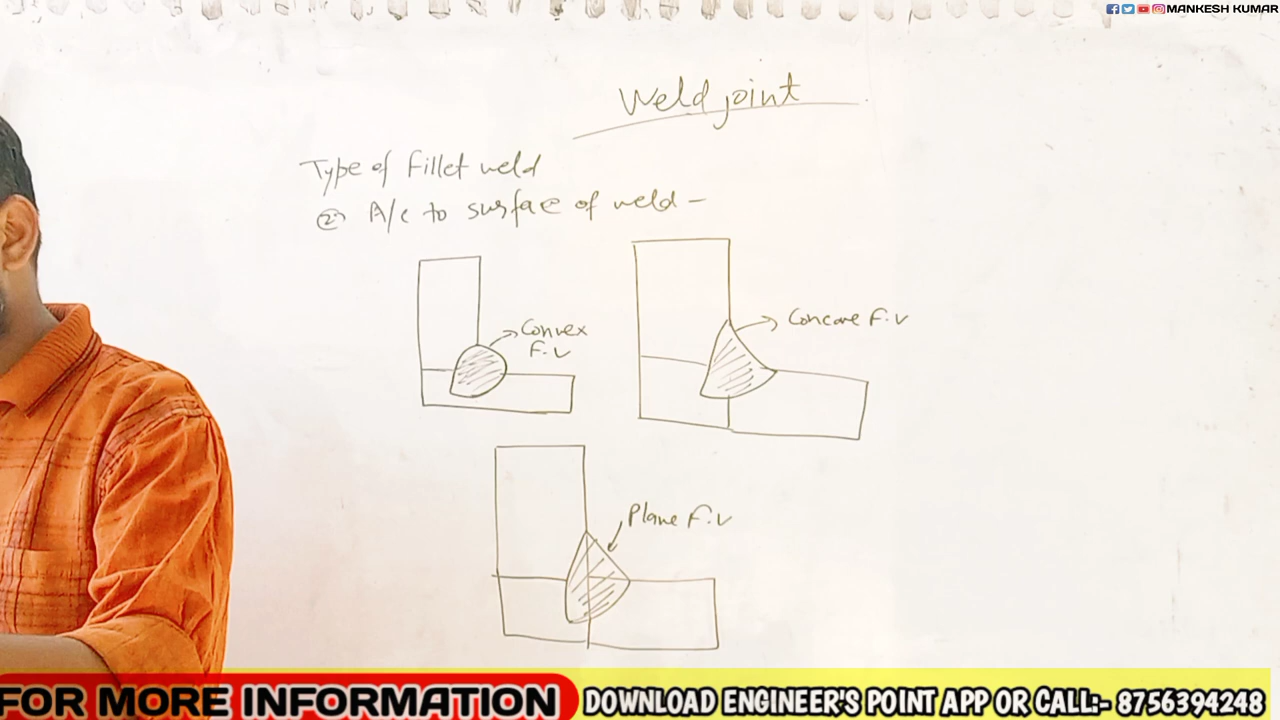 MANKESH KUMAR
Weld joint
Type of Fillet weld
② A/c to surface of weld -
Convex
F.W
Concave F.W
Plane F.W
FOR MORE INFORMATION
DOWNLOAD ENGINEER'S POINT APP OR CALL:- 8756394248